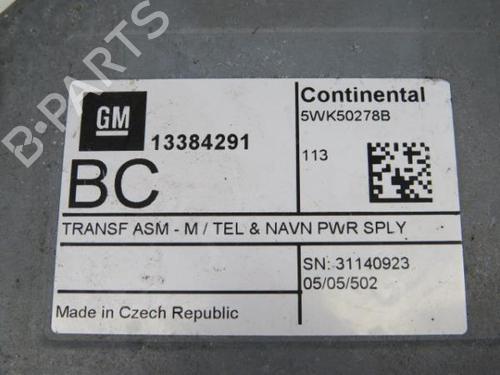 GM
13384291
BC
Continental
5WK50278B
113
TRANSF ASM - M / TEL & NAVN PWR SPLY
SN: 31140923
05/05/502
Made in Czech Republic
B-PARTS